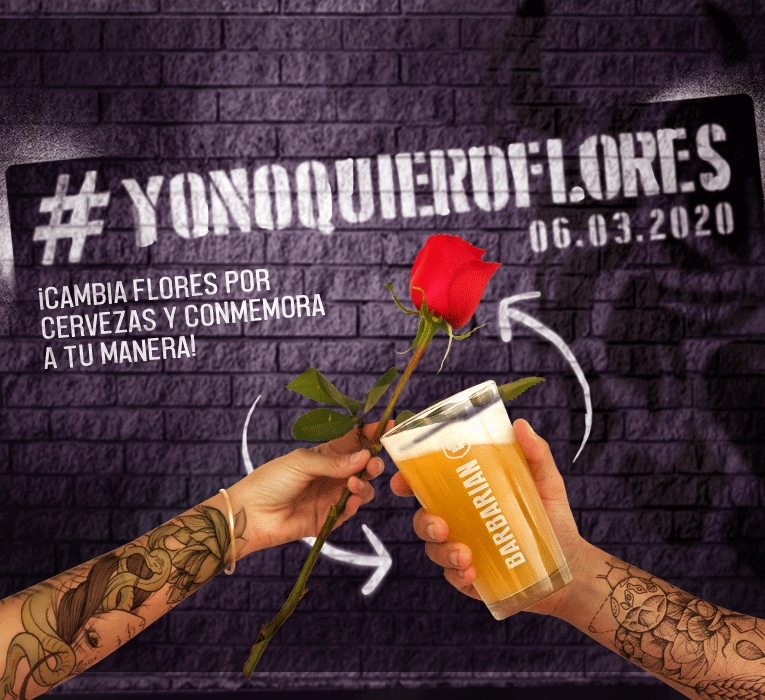 #YONOQUIEROFLORES
06.03.2020
¡CAMBIA FLORES POR
CERVEZAS Y CONMEMORA
A TU MANERA!
BARBARIAN